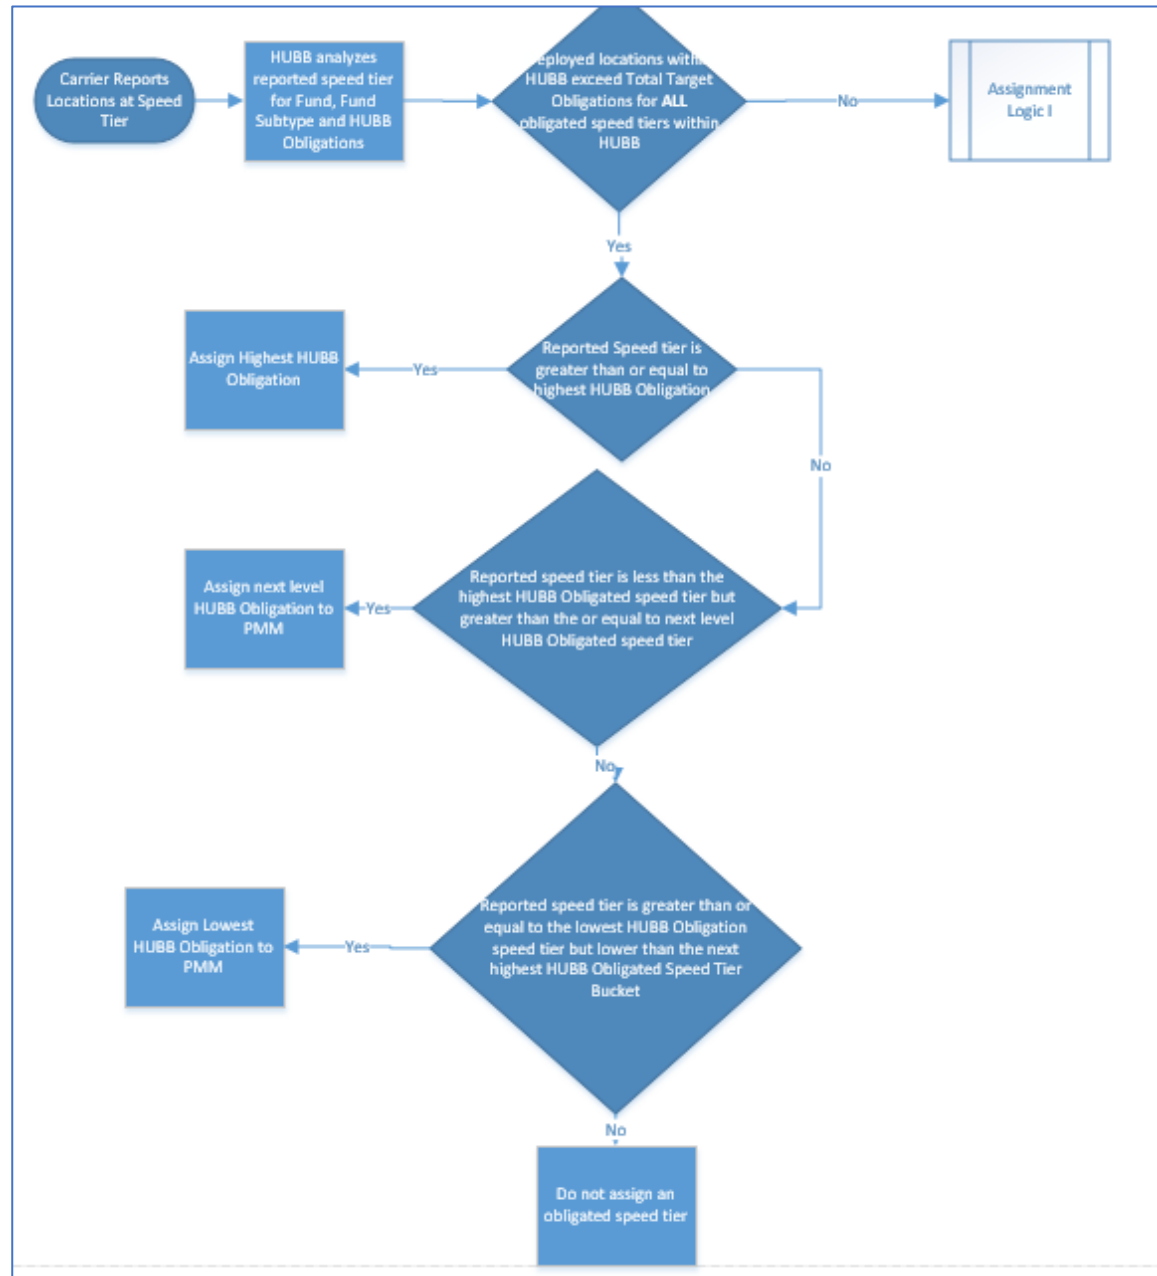 Carrier Reports
Locations at Speed
Tier
HUBB analyzes
reported speed tier
for Fund, Fund
Subtype and HUBB
Obligations
eployed locations with
HUBB exceed Total Target
Obligations for ALL
obligated speed tiers within
HUBB
No
Assignment
Logic I
Yes
Reported Speed tier is
greater than or equal to
highest HUBB Obligation
Yes
Assign Highest HUBB
Obligation
No
Reported speed tier is less than the
highest HUBB Obligated speed tier but
greater than the or equal to next level
HUBB Obligated speed tier
Yes
Assign next level
HUBB Obligation to
PMM
No
Reported speed tier is greater than or
equal to the lowest HUBB Obligation
speed tier but lower than the next
highest HUBB Obligated Speed Tier
Bucket
Yes
Assign Lowest
HUBB Obligation to
PMM
No
Do not assign an
obligated speed tier